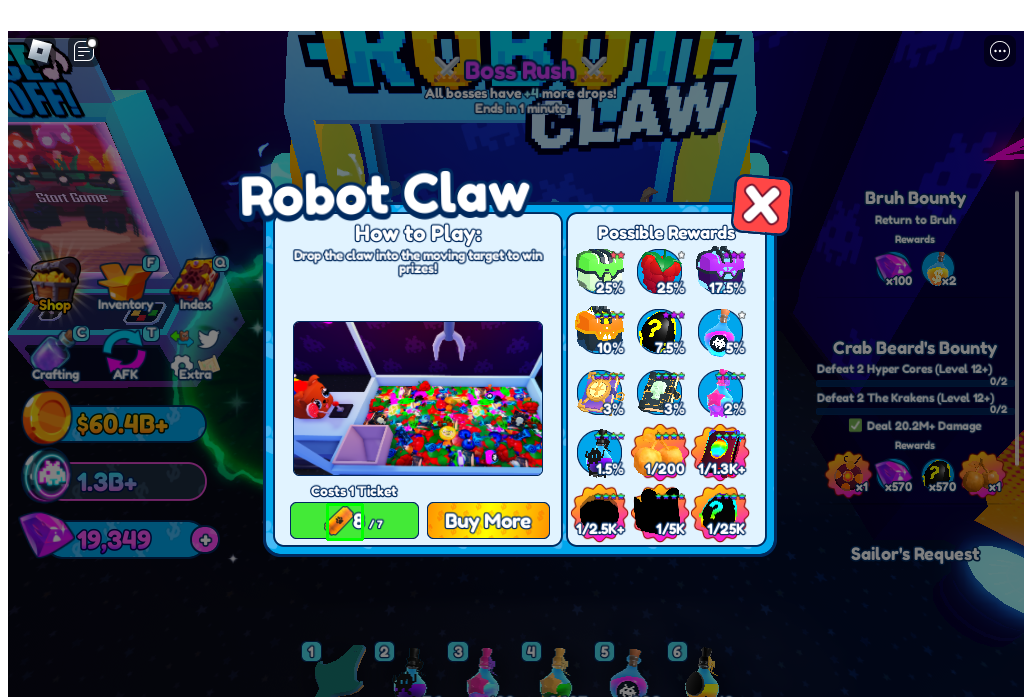 OFF!
ROBOT
CLAW
Boss Rush
All bosses have +4 more drops!
Ends in 1 minute
Start Game
Robot Claw
How to Play:
Drop the claw into the moving target to win
prizes!
Possible Rewards
25%
25%
17.5%
10%
7.5%
5%
3%
3%
2%
1.5%
1/200
1/1.3K+
1/2.5K+
1/5K
1/25K
Costs 1 Ticket
8 /7
Buy More
F
Q
Shop
Inventory
Index
C
T
Crafting
AFK
Extra
$60.4B+
1.3B+
19,349
Bruh Bounty
Return to Bruh
Rewards
x100
x2
Crab Beard's Bounty
Defeat 2 Hyper Cores (Level 12+)
0/2
Defeat 2 The Krakens (Level 12+)
0/2
Deal 20.2M+ Damage
Rewards
x1
x570
x570
x1
Sailor's Request
1
2
3
4
5
6